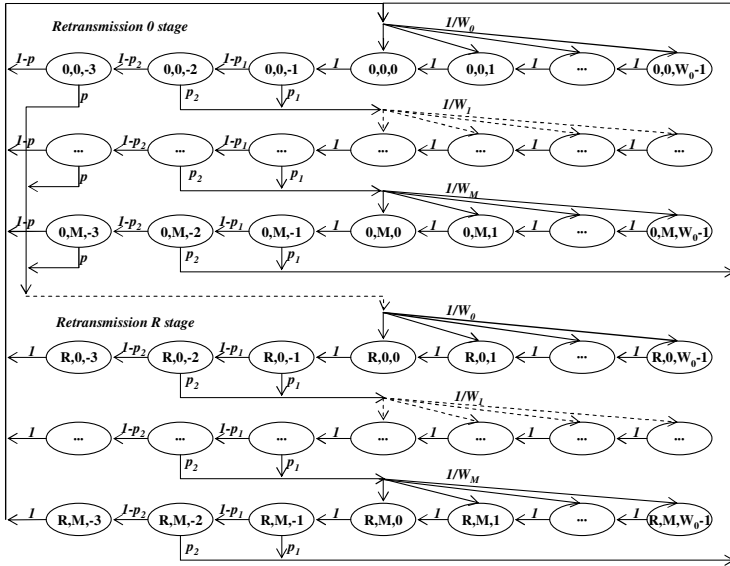 Retransmission 0 stage
1/W0
1-p 0,0,-3 1-p2 0,0,-2 1-p1 0,0,-1 1 0,0,0 1 0,0,1 1 ... 1 0,0,W0-1
p p2 p1 1/W1
1-p ... 1-p2 ... 1-p1 ... 1 ... 1 ... 1 ... 1 ...
p p2 p1 1/WM
1-p 0,M,-3 1-p2 0,M,-2 1-p1 0,M,-1 1 0,M,0 1 0,M,1 1 ... 1 0,M,W0-1
p p2 p1
Retransmission R stage
1/W0
1 R,0,-3 1-p2 R,0,-2 1-p1 R,0,-1 1 R,0,0 1 R,0,1 1 ... 1 R,0,W0-1
p2 p1 1/W1
1 ... 1-p2 ... 1-p1 ... 1 ... 1 ... 1 ... 1 ...
p2 p1 1/WM
1 R,M,-3 1-p2 R,M,-2 1-p1 R,M,-1 1 R,M,0 1 R,M,1 1 ... 1 R,M,W0-1
p2 p1